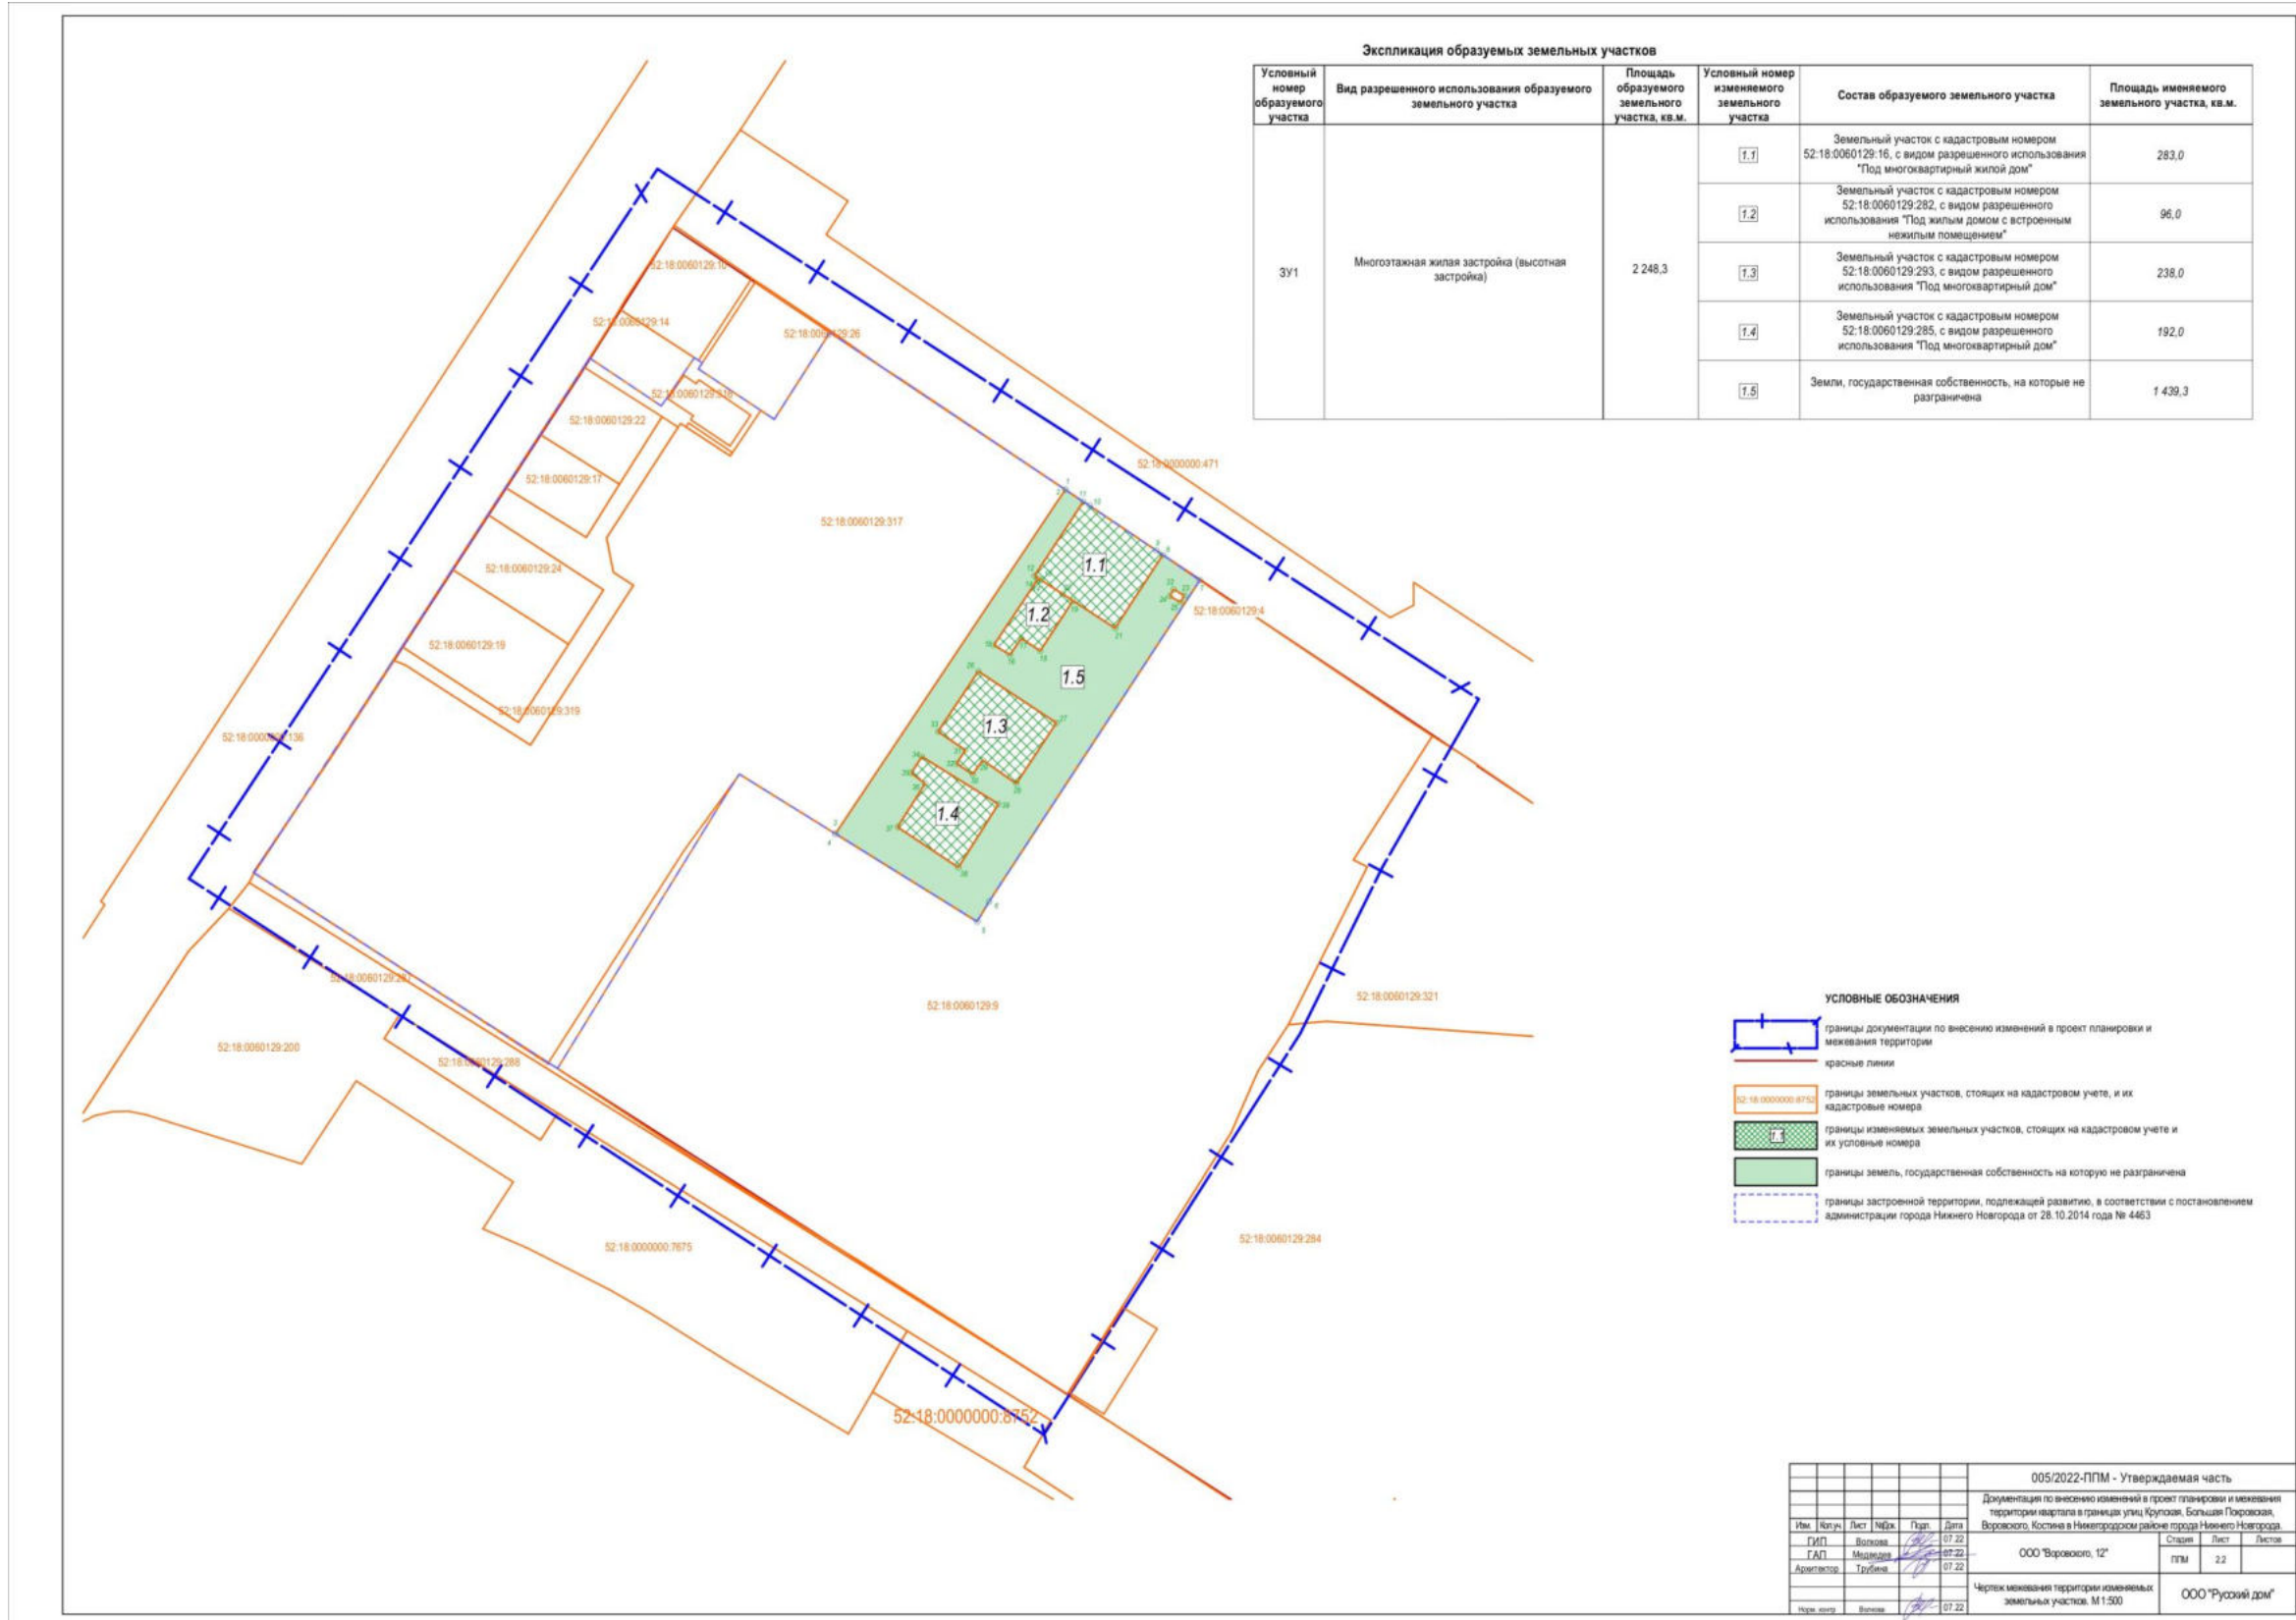 Экспликация образуемых земельных участков
Условный
номер
образуемого
участка
Вид разрешенного использования образуемого
земельного участка
Площадь
образуемого
земельного
участка, кв.м.
Условный номер
изменяемого
земельного
участка
Состав образуемого земельного участка
Площадь именяемого
земельного участка, кв.м.
ЗУ1
Многоэтажная жилая застройка (высотная
застройка)
2 248,3
1.1
Земельный участок с кадастровым номером
52:18:0060129:16, с видом разрешенного использования
"Под многоквартирный жилой дом"
283,0
1.2
Земельный участок с кадастровым номером
52:18:0060129:282, с видом разрешенного
использования "Под жилым домом с встроенным
нежилым помещением"
96,0
1.3
Земельный участок с кадастровым номером
52:18:0060129:293, с видом разрешенного
использования "Под многоквартирный дом"
238,0
1.4
Земельный участок с кадастровым номером
52:18:0060129:285, с видом разрешенного
использования "Под многоквартирный дом"
192,0
1.5
Земли, государственная собственность, на которые не
разграничена
1 439,3
52:18:0060129:10
52:18:0060129:14
52:18:0060129:26
52:18:0060129:22
52:18:0060129:17
52:18:0000000:471
52:18:0060129:317
52:18:0060129:24
52:18:0060129:4
52:18:0060129:19
52:18:0060129:319
52:18:0000000:136
1.1
1.2
1.5
1.3
1.4
52:18:0060129:9
52:18:0060129:321
52:18:0060129:200
52:18:0060129:288
52:18:0000000:7675
52:18:0060129:284
52:18:0000000:8752
УСЛОВНЫЕ ОБОЗНАЧЕНИЯ
границы документации по внесению изменений в проект планировки и
межевания территории
красные линии
52:18:0000000:8752
границы земельных участков, стоящих на кадастровом учете, и их
кадастровые номера
1.1
границы изменяемых земельных участков, стоящих на кадастровом учете и
их условные номера
границы земель, государственная собственность на которую не разграничена
границы застроенной территории, подлежащей развитию, в соответствии с постановлением
администрации города Нижнего Новгорода от 28.10.2014 года № 4463
005/2022-ППМ - Утверждаемая часть
Документация по внесению изменений в проект планировки и межевания
территории квартала в границах улиц Крупская, Большая Покровская,
Воровского, Костина в Нижегородском районе города Нижнего Новгорода.
Изм. Кол.уч Лист №Док. Подп. Дата
ГИП Волкова 07.22
ГАП Медведев 07.22
Архитектор Трубина 07.22
ООО "Воровского, 12"
Стадия Лист Листов
ППМ 2.2
Чертеж межевания территории изменяемых
земельных участков. М 1:500
ООО "Русский дом"
Норм. контр Волкова 07.22